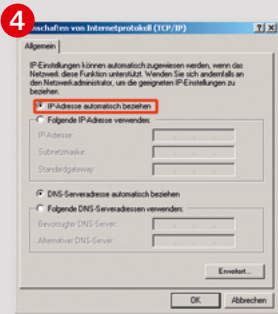 4
enschaften von Internetprotokoll (TCP/IP)
Allgemein
IP-Einstellungen können automatisch zugewiesen werden, wenn das
Netzwerk diese Funktion unterstützt. Wenden Sie sich andernfalls an
den Netzwerkadministrator, um die geeigneten IP-Einstellungen zu
beziehen.
IP-Adresse automatisch beziehen
Folgende IP-Adresse verwenden:
IP-Adresse:
Subnetzmaske:
Standardgateway:
DNS-Serveradresse automatisch beziehen
Folgende DNS-Serveradressen verwenden:
Bevorzugter DNS-Server:
Alternativer DNS-Server:
Erweitert...
OK Abbrechen